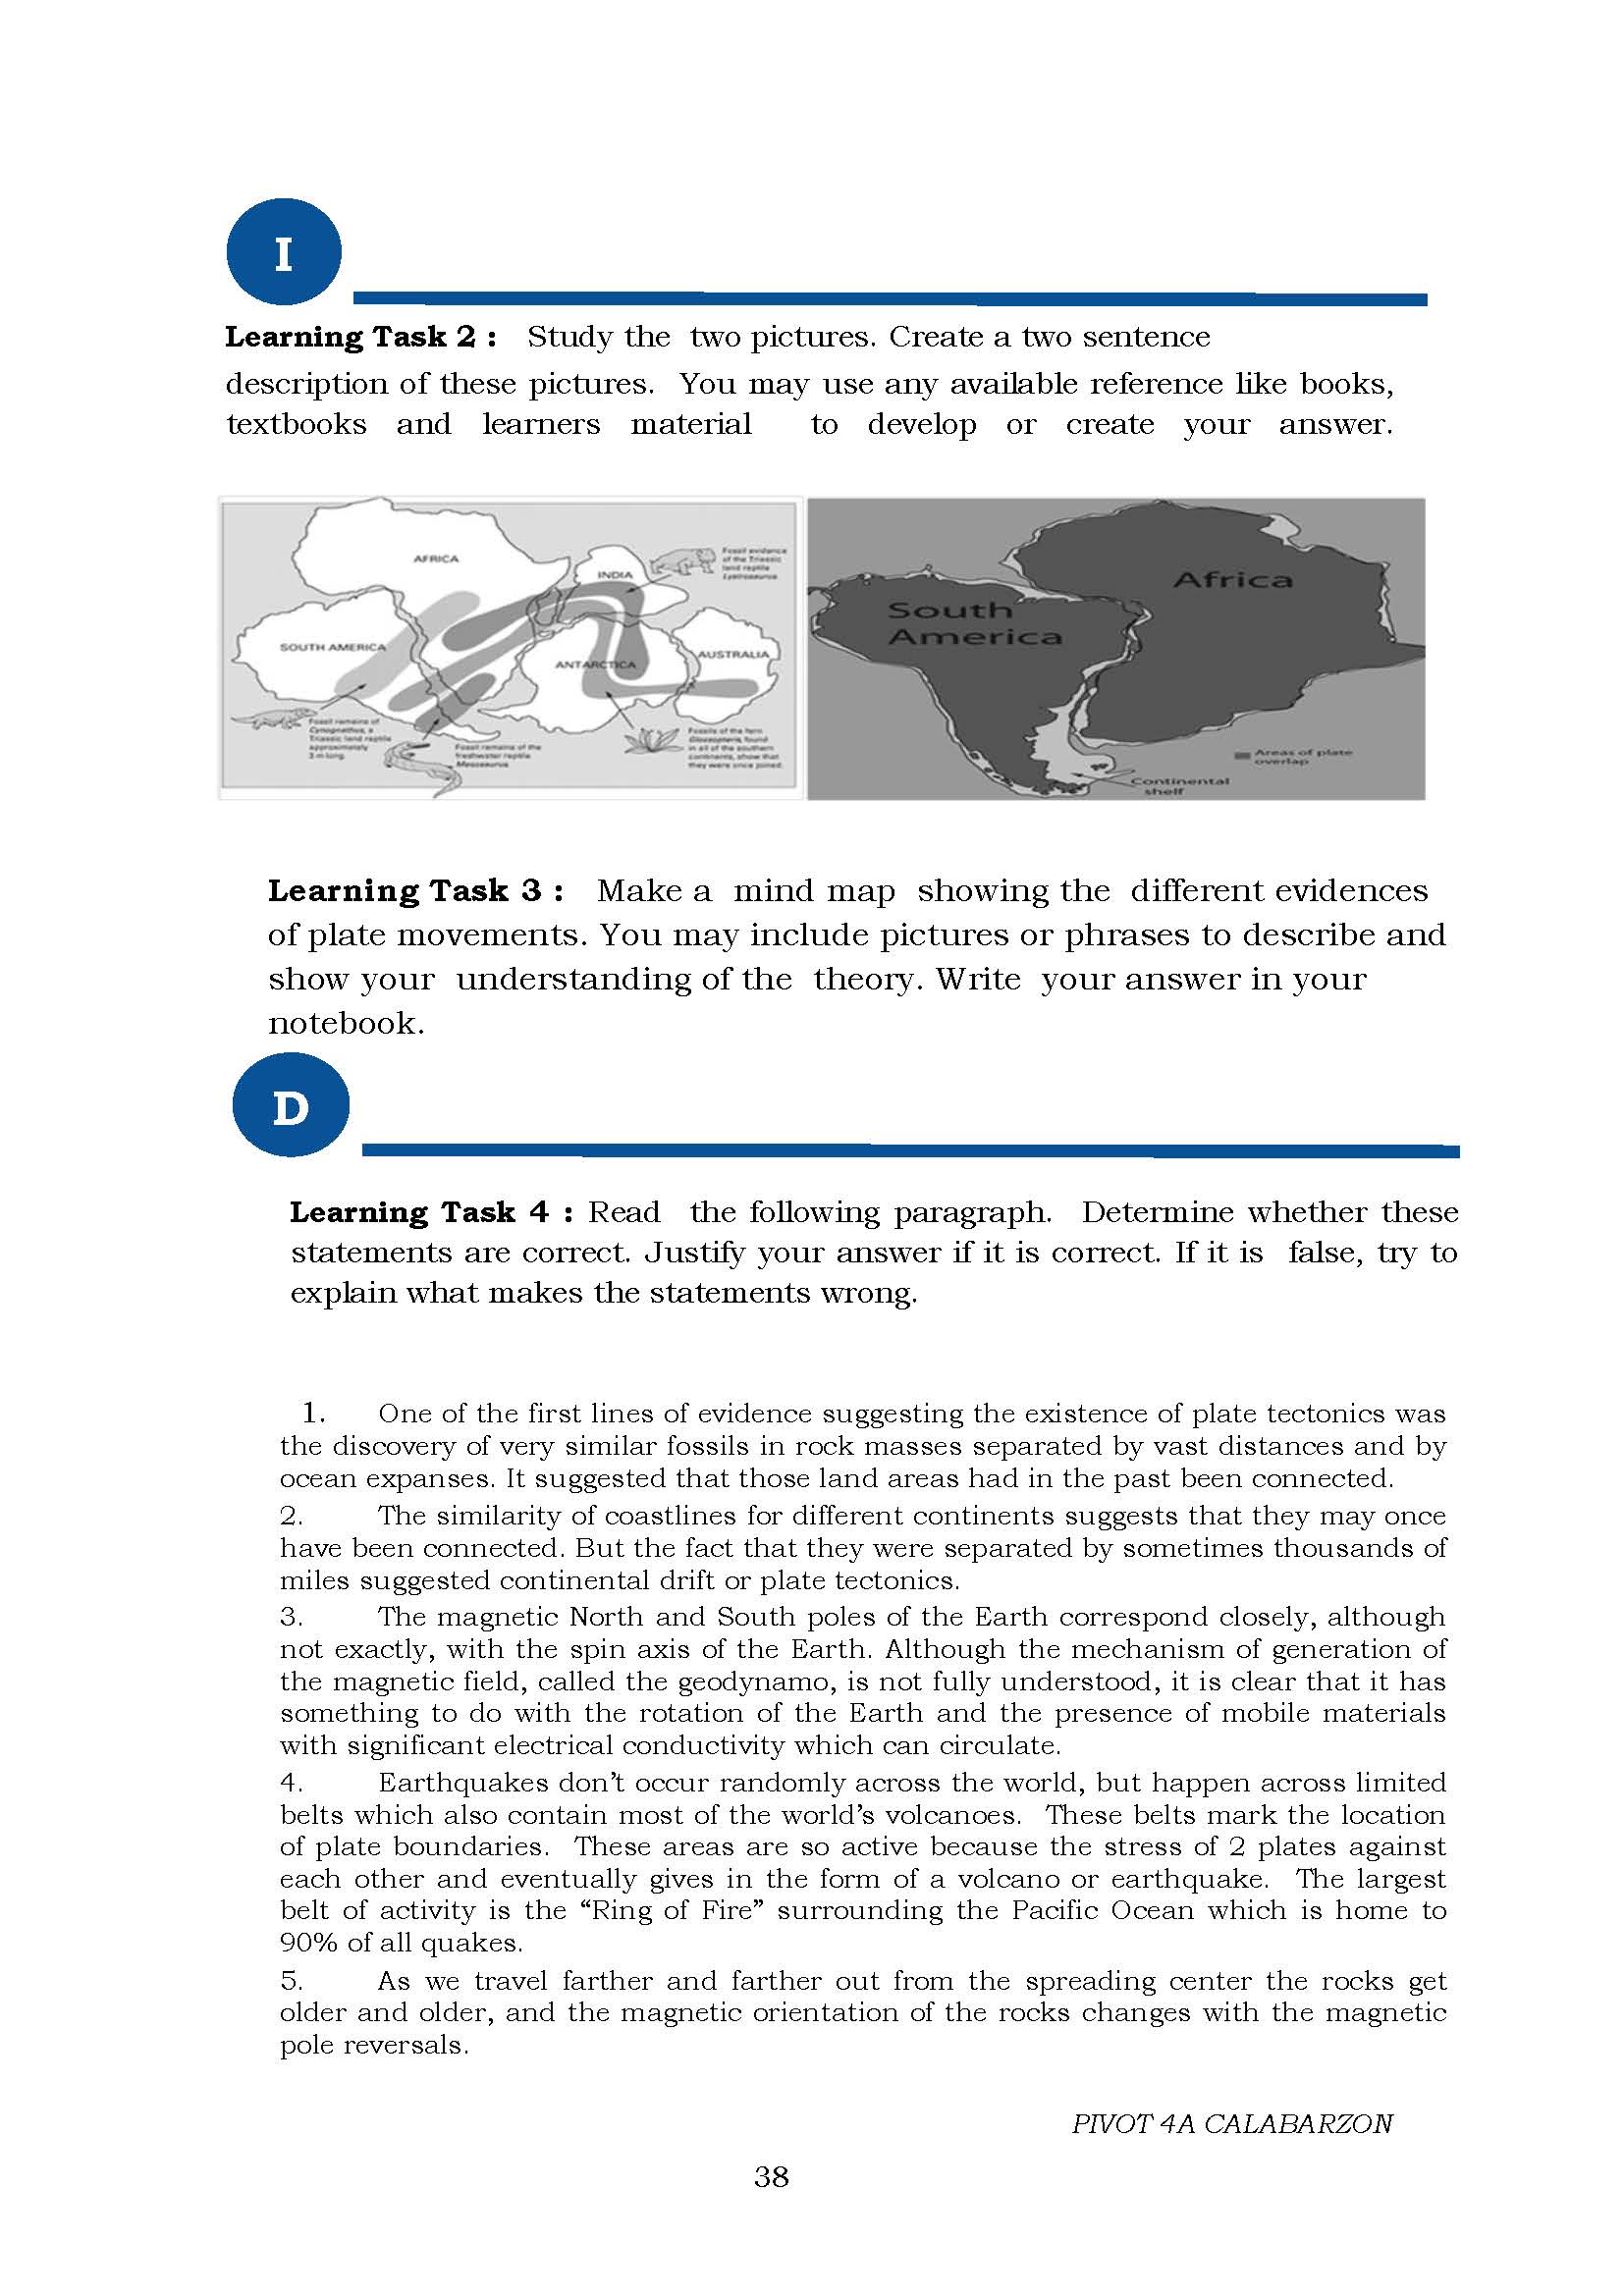 I
Learning Task 2 : Study the two pictures. Create a two sentence
description of these pictures. You may use any available reference like books,
textbooks and learners material to develop or create your answer.
AFRICA
INDIA
SOUTH AMERICA
ANTARCTICA
AUSTRALIA
Fossil evidence
of the Triassic
land reptile
Lystrosaurus
Fossil remains of
Cynognathus, a
Triassic land reptile
approximately
3 m long.
Fossil remains of the
freshwater reptile
Mesosaurus
Fossils of the fern
Glossopteris, found
in all of the southern
continents, show that
they were once joined.
South
America
Africa
Areas of plate
overlap
Continental
shelf
Learning Task 3 : Make a mind map showing the different evidences
of plate movements. You may include pictures or phrases to describe and
show your understanding of the theory. Write your answer in your
notebook.
D
Learning Task 4 : Read the following paragraph. Determine whether these
statements are correct. Justify your answer if it is correct. If it is false, try to
explain what makes the statements wrong.
1. One of the first lines of evidence suggesting the existence of plate tectonics was
the discovery of very similar fossils in rock masses separated by vast distances and by
ocean expanses. It suggested that those land areas had in the past been connected.
2. The similarity of coastlines for different continents suggests that they may once
have been connected. But the fact that they were separated by sometimes thousands of
miles suggested continental drift or plate tectonics.
3. The magnetic North and South poles of the Earth correspond closely, although
not exactly, with the spin axis of the Earth. Although the mechanism of generation of
the magnetic field, called the geodynamo, is not fully understood, it is clear that it has
something to do with the rotation of the Earth and the presence of mobile materials
with significant electrical conductivity which can circulate.
4. Earthquakes don’t occur randomly across the world, but happen across limited
belts which also contain most of the world’s volcanoes. These belts mark the location
of plate boundaries. These areas are so active because the stress of 2 plates against
each other and eventually gives in the form of a volcano or earthquake. The largest
belt of activity is the “Ring of Fire” surrounding the Pacific Ocean which is home to
90% of all quakes.
5. As we travel farther and farther out from the spreading center the rocks get
older and older, and the magnetic orientation of the rocks changes with the magnetic
pole reversals.
PIVOT 4A CALABARZON
38